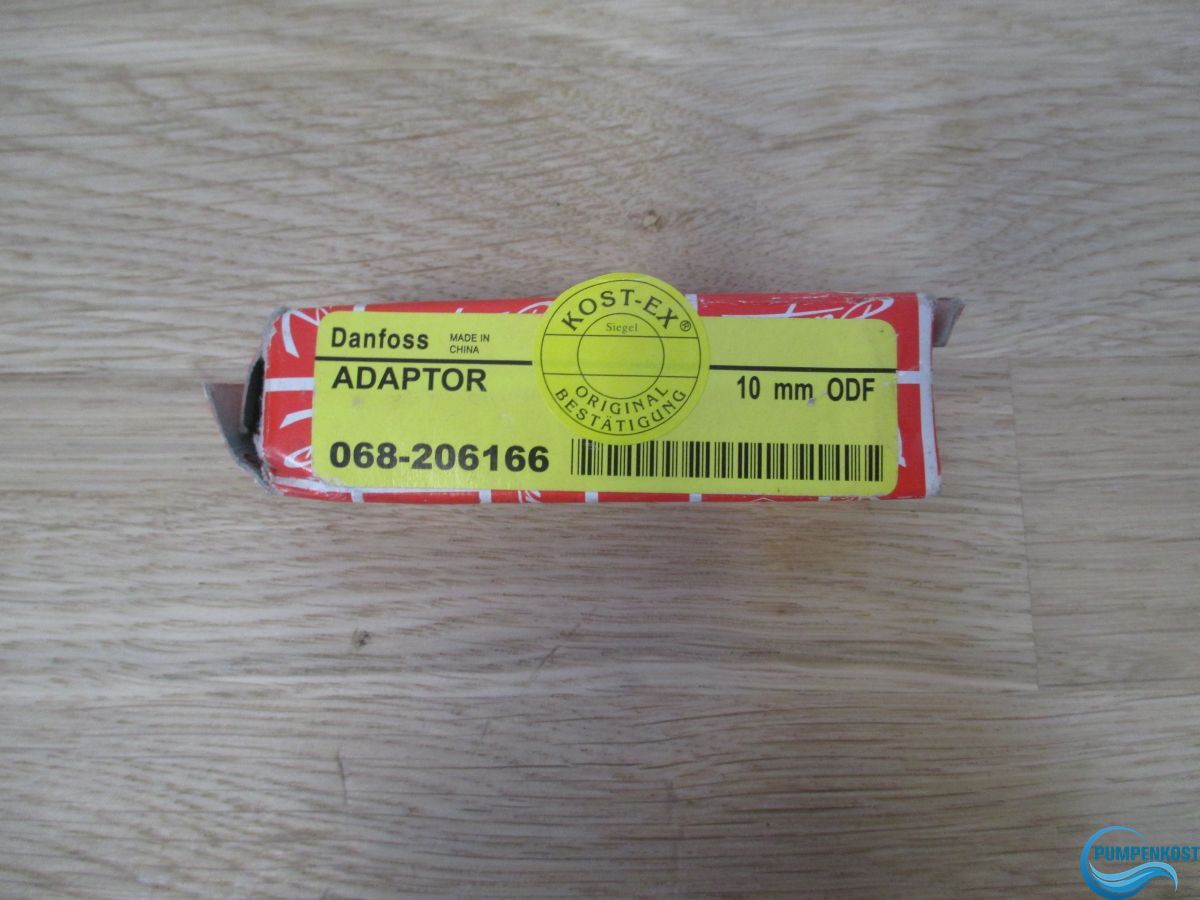 Danfoss
MADE IN
CHINA
ADAPTOR
10 mm ODF
068-206166
KOST-EX®
Siegel
ORIGINAL
BESTÄTIGUNG
PUMPENKOST